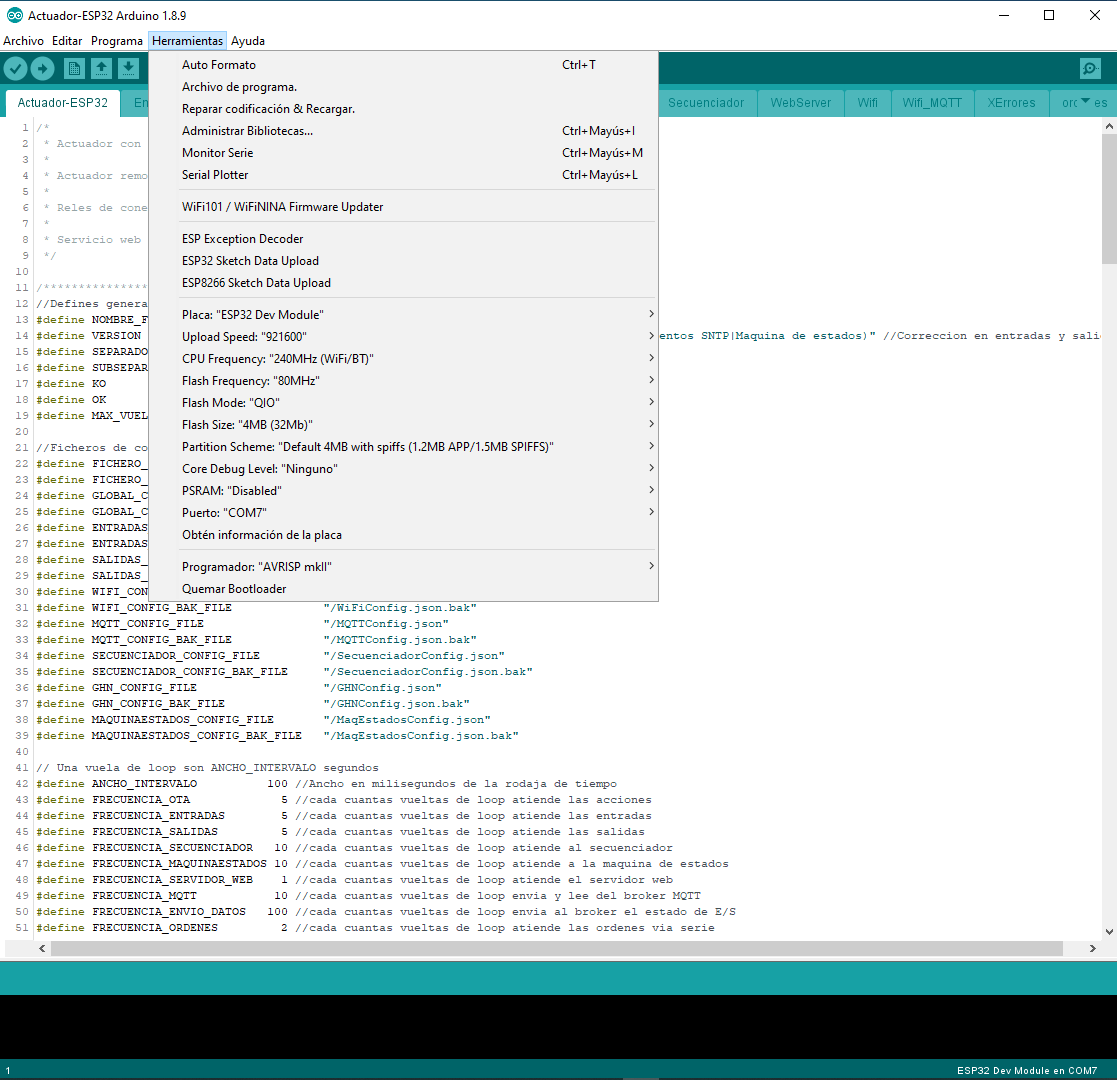 Actuador-ESP32 Arduino 1.8.9
Archivo Editar Programa Herramientas Ayuda
Auto Formato Ctrl+T
Archivo de programa.
Reparar codificación & Recargar.
Administrar Bibliotecas... Ctrl+Mayús+I
Monitor Serie Ctrl+Mayús+M
Serial Plotter Ctrl+Mayús+L
WiFi101 / WiFiNINA Firmware Updater
ESP Exception Decoder
ESP32 Sketch Data Upload
ESP8266 Sketch Data Upload
Placa: "ESP32 Dev Module"
Upload Speed: "921600"
CPU Frequency: "240MHz (WiFi/BT)"
Flash Frequency: "80MHz"
Flash Mode: "QIO"
Flash Size: "4MB (32Mb)"
Partition Scheme: "Default 4MB with spiffs (1.2MB APP/1.5MB SPIFFS)"
Core Debug Level: "Ninguno"
PSRAM: "Disabled"
Puerto: "COM7"
Obtén información de la placa
Programador: "AVRISP mkII"
Quemar Bootloader
Actuador-ESP32 En Secuenciador WebServer Wifi Wifi_MQTT XErrores orc es
1 /*
2 * Actuador con
3 *
4 * Actuador remo
5 *
6 * Reles de cone
7 *
8 * Servicio web
9 */
10
11 /***************
12 //Defines genera
13 #define NOMBRE_F
14 #define VERSION entos SNTP|Maquina de estados)" //Correccion en entradas y sali
15 #define SEPARADO
16 #define SUBSEPAR
17 #define KO
18 #define OK
19 #define MAX_VUEL
20
21 //Ficheros de co
22 #define FICHERO_
23 #define FICHERO_
24 #define GLOBAL_C
25 #define GLOBAL_C
26 #define ENTRADAS
27 #define ENTRADAS
28 #define SALIDAS_
29 #define SALIDAS_
30 #define WIFI_CON
31 #define WIFI_CONFIG_BAK_FILE "/WiFiConfig.json.bak"
32 #define MQTT_CONFIG_FILE "/MQTTConfig.json"
33 #define MQTT_CONFIG_BAK_FILE "/MQTTConfig.json.bak"
34 #define SECUENCIADOR_CONFIG_FILE "/SecuenciadorConfig.json"
35 #define SECUENCIADOR_CONFIG_BAK_FILE "/SecuenciadorConfig.json.bak"
36 #define GHN_CONFIG_FILE "/GHNConfig.json"
37 #define GHN_CONFIG_BAK_FILE "/GHNConfig.json.bak"
38 #define MAQUINAESTADOS_CONFIG_FILE "/MaqEstadosConfig.json"
39 #define MAQUINAESTADOS_CONFIG_BAK_FILE "/MaqEstadosConfig.json.bak"
40
41 // Una vuela de loop son ANCHO_INTERVALO segundos
42 #define ANCHO_INTERVALO 100 //Ancho en milisegundos de la rodaja de tiempo
43 #define FRECUENCIA_OTA 5 //cada cuantas vueltas de loop atiende las acciones
44 #define FRECUENCIA_ENTRADAS 5 //cada cuantas vueltas de loop atiende las entradas
45 #define FRECUENCIA_SALIDAS 5 //cada cuantas vueltas de loop atiende las salidas
46 #define FRECUENCIA_SECUENCIADOR 10 //cada cuantas vueltas de loop atiende al secuenciador
47 #define FRECUENCIA_MAQUINAESTADOS 10 //cada cuantas vueltas de loop atiende a la maquina de estados
48 #define FRECUENCIA_SERVIDOR_WEB 1 //cada cuantas vueltas de loop atiende el servidor web
49 #define FRECUENCIA_MQTT 10 //cada cuantas vueltas de loop envia y lee del broker MQTT
50 #define FRECUENCIA_ENVIO_DATOS 100 //cada cuantas vueltas de loop envia al broker el estado de E/S
51 #define FRECUENCIA_ORDENES 2 //cada cuantas vueltas de loop atiende las ordenes via serie
1 ESP32 Dev Module en COM7